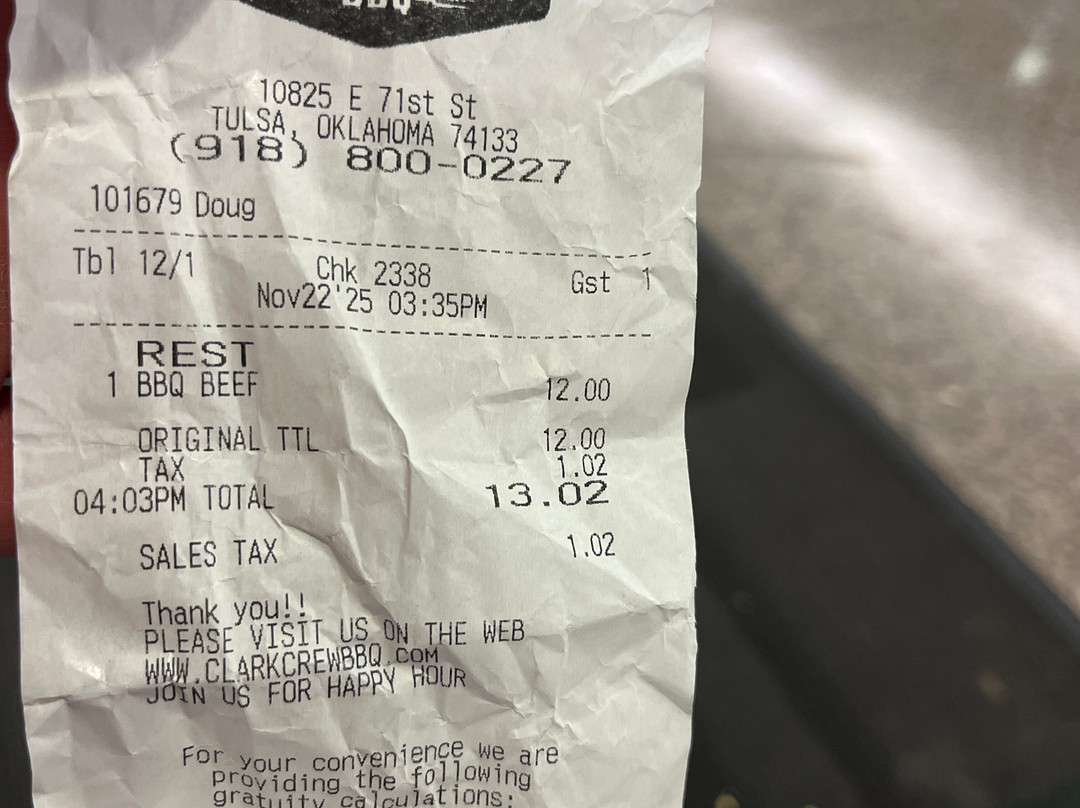 BBQ
10825 E 71st St
TULSA, OKLAHOMA 74133
(918) 800-0227
101679 Doug
Tbl 12/1 Chk 2338 Gst 1
Nov22'25 03:35PM
REST
1 BBQ BEEF 12.00
ORIGINAL TTL 12.00
TAX 1.02
04:03PM TOTAL 13.02
SALES TAX 1.02
Thank you!!
PLEASE VISIT US ON THE WEB
WWW.CLARKCREWBBQ.COM
JOIN US FOR HAPPY HOUR
For your convenience we are
providing the following
gratuity calculations: